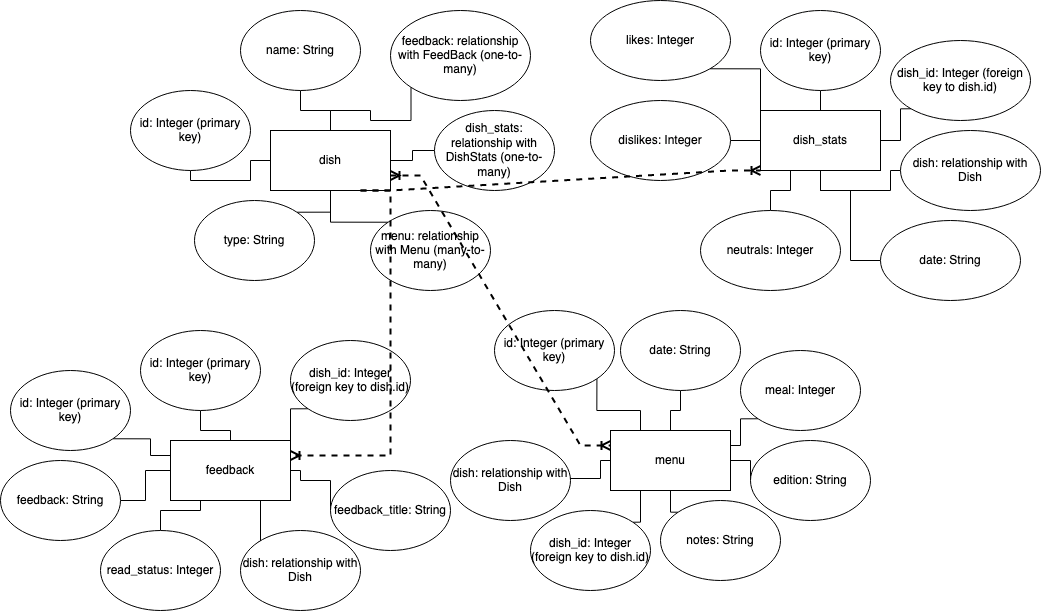 name: String
feedback: relationship
with FeedBack (one-to-
many)
id: Integer (primary
key)
dish
dish_stats:
relationship with
DishStats (one-to-
many)
type: String
menu: relationship
with Menu (many-to-
many)
likes: Integer
id: Integer (primary
key)
dish_id: Integer (foreign
key to dish.id)
dislikes: Integer
dish_stats
dish: relationship with
Dish
neutrals: Integer
date: String
id: Integer (primary
key)
dish_id: Integer
(foreign key to dish.id)
id: Integer (primary
key)
feedback
feedback: String
feedback_title: String
read_status: Integer
dish: relationship with
Dish
id: Integer (primary
key)
date: String
meal: Integer
menu
dish: relationship with
Dish
edition: String
dish_id: Integer
(foreign key to dish.id)
notes: String